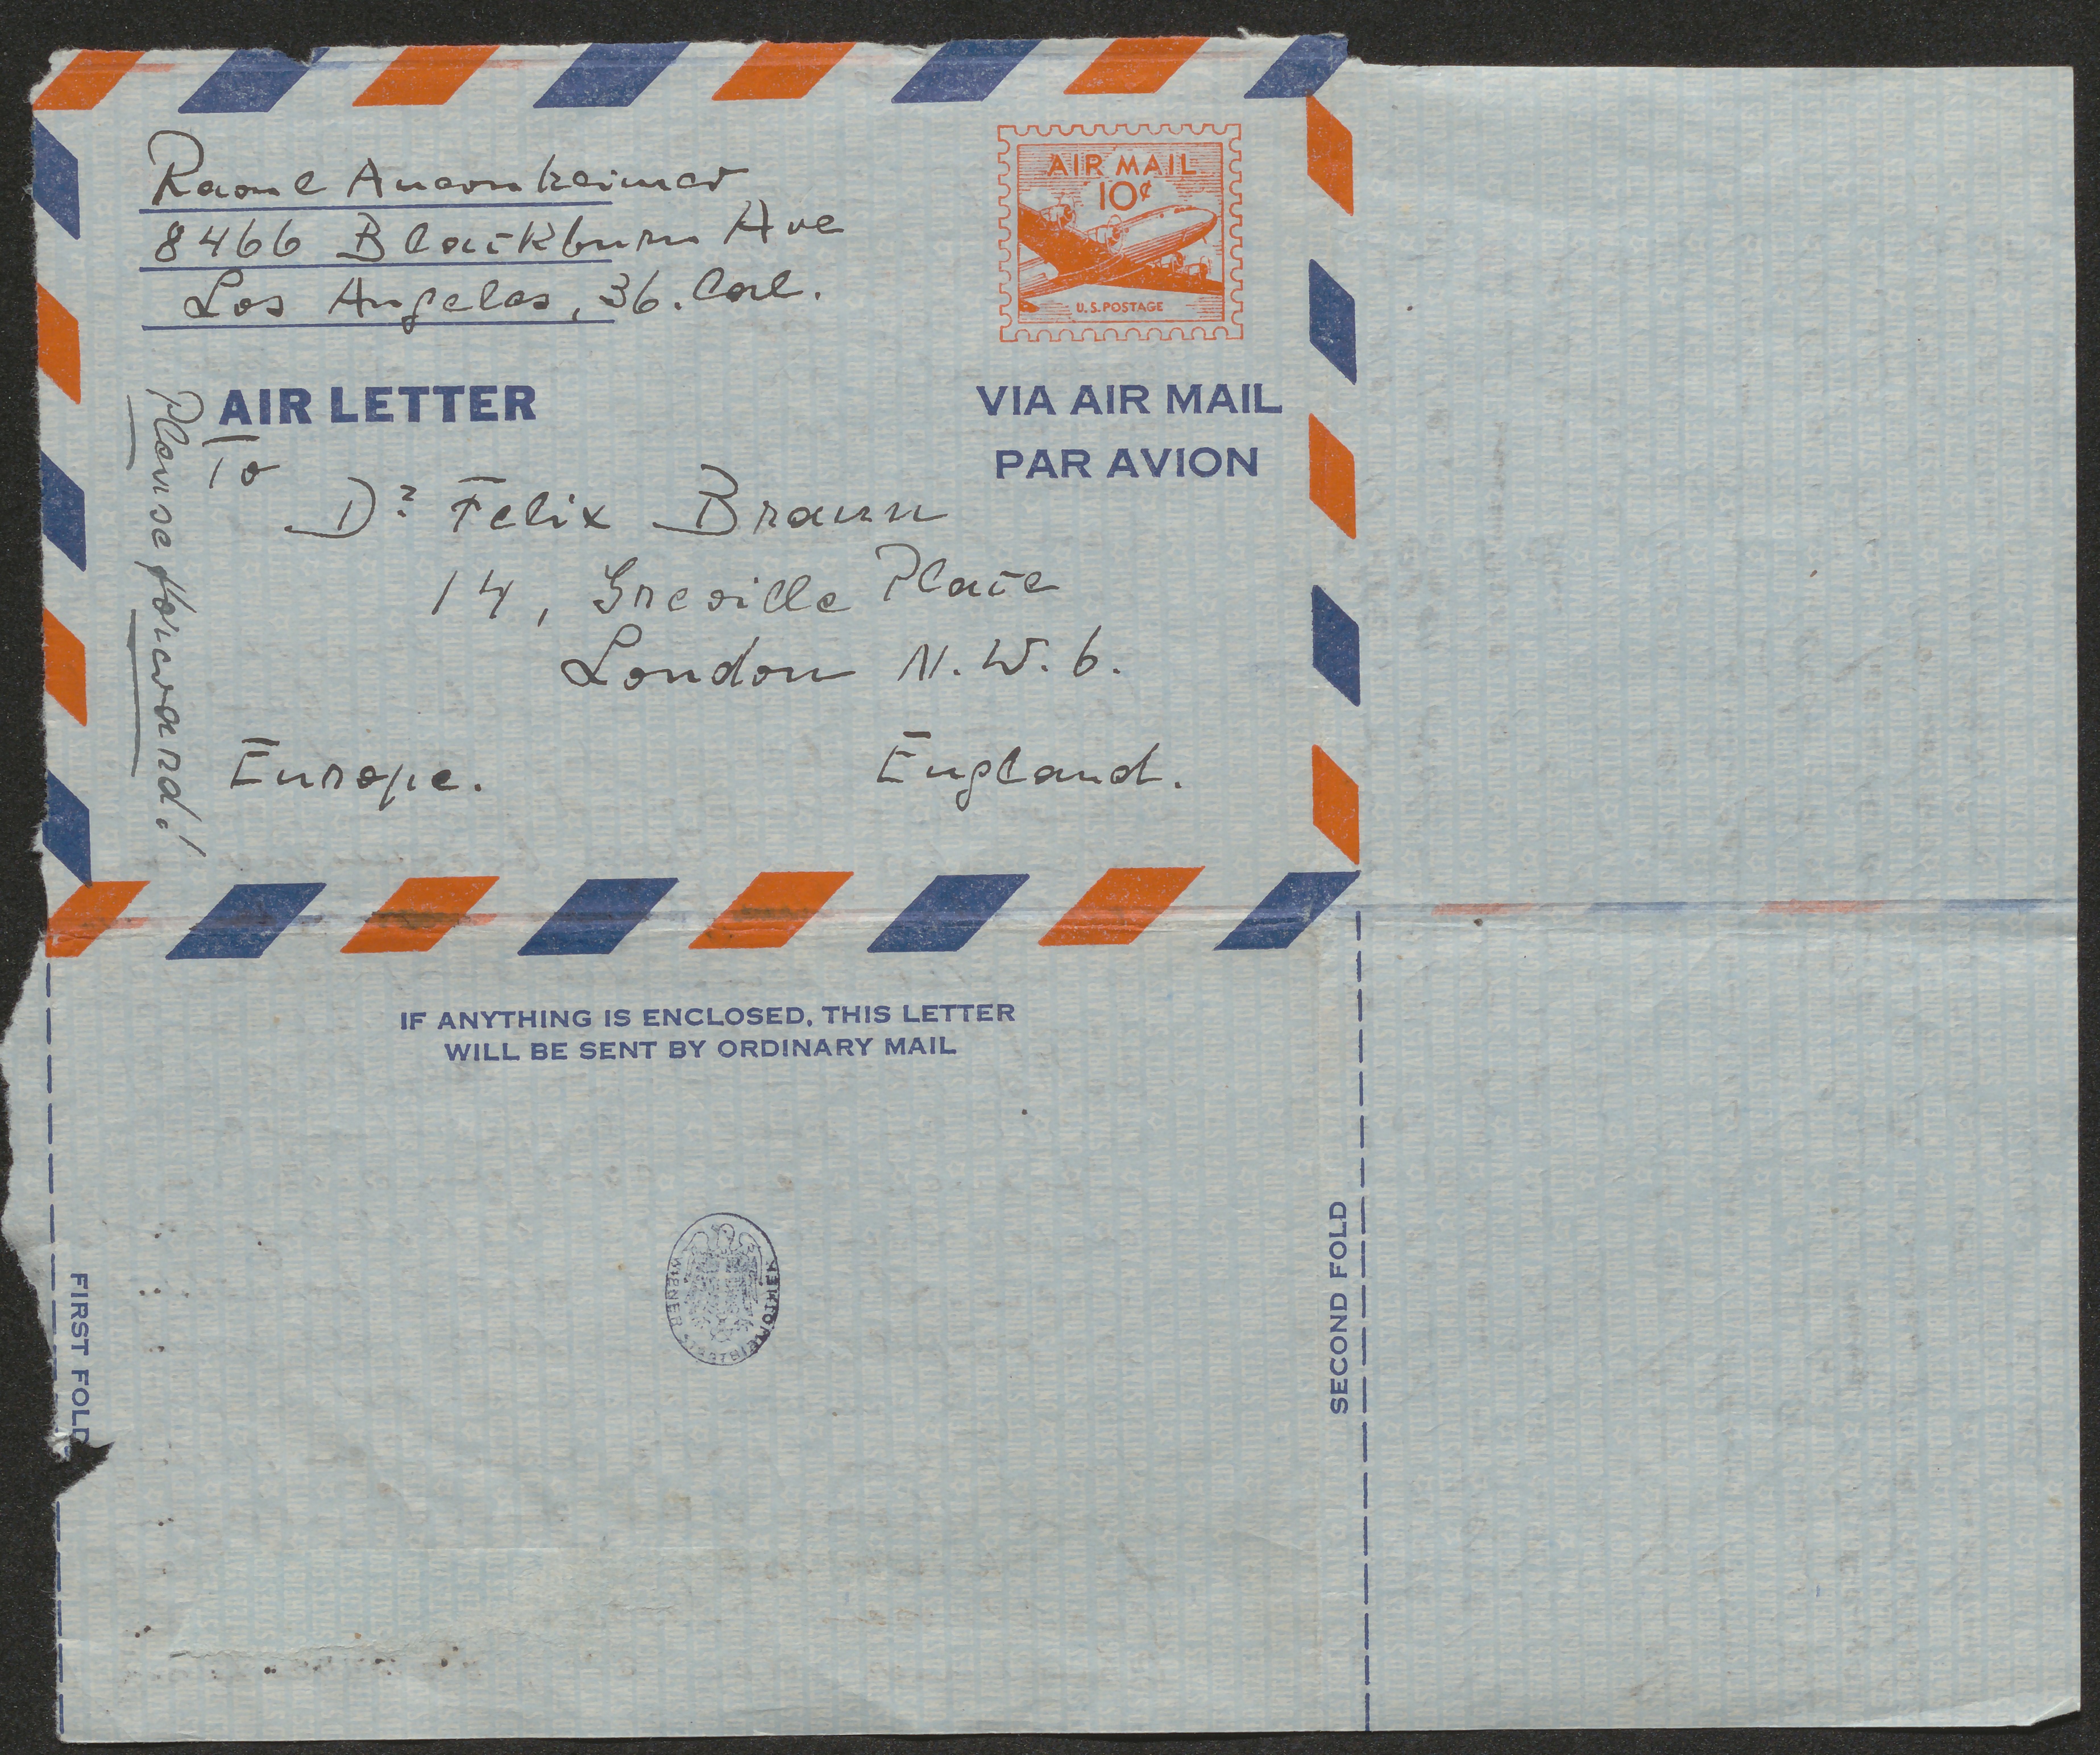 Raoul Auernheimer
8466 Blackburn Ave
Los Angeles, 36. Cal.
AIR MAIL
10¢
U.S. POSTAGE
AIR LETTER
VIA AIR MAIL
PAR AVION
Please forward!
To
Dr Felix Braun
14, Greville Place
London N.W. 6.
Europe. England.
IF ANYTHING IS ENCLOSED, THIS LETTER
WILL BE SENT BY ORDINARY MAIL
FIRST FOLD
SECOND FOLD
WIENER